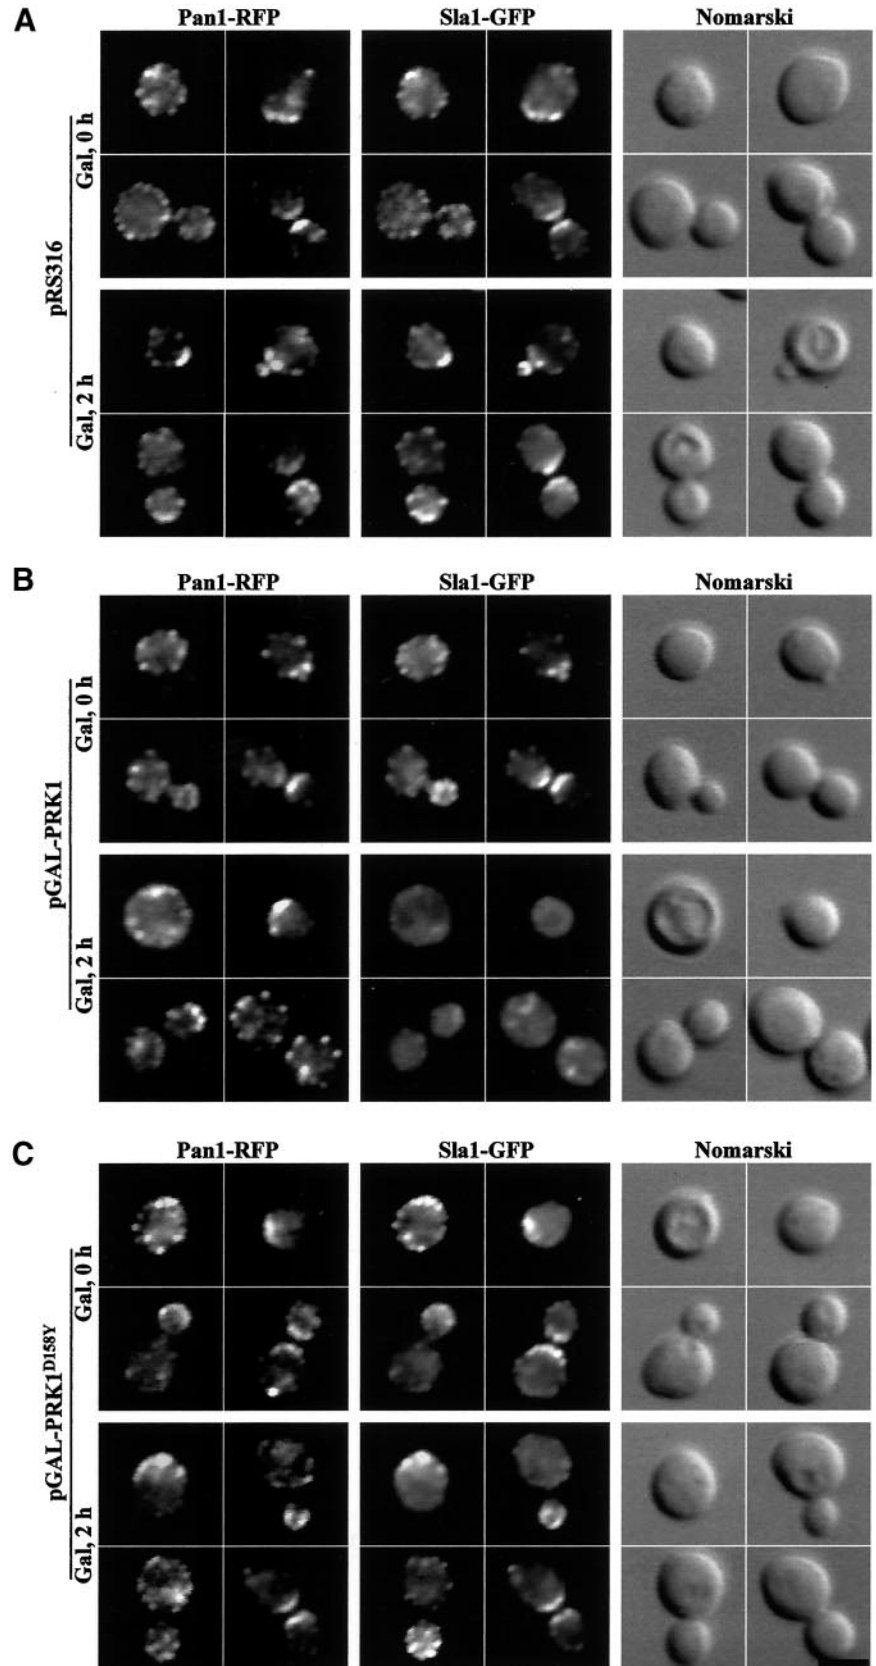 A
Pan1-RFP Sla1-GFP Nomarski
pRS316
Gal, 0 h
Gal, 2 h
B
Pan1-RFP Sla1-GFP Nomarski
pGAL-PRK1
Gal, 0 h
Gal, 2 h
C
Pan1-RFP Sla1-GFP Nomarski
pGAL-PRK1D158Y
Gal, 0 h
Gal, 2 h